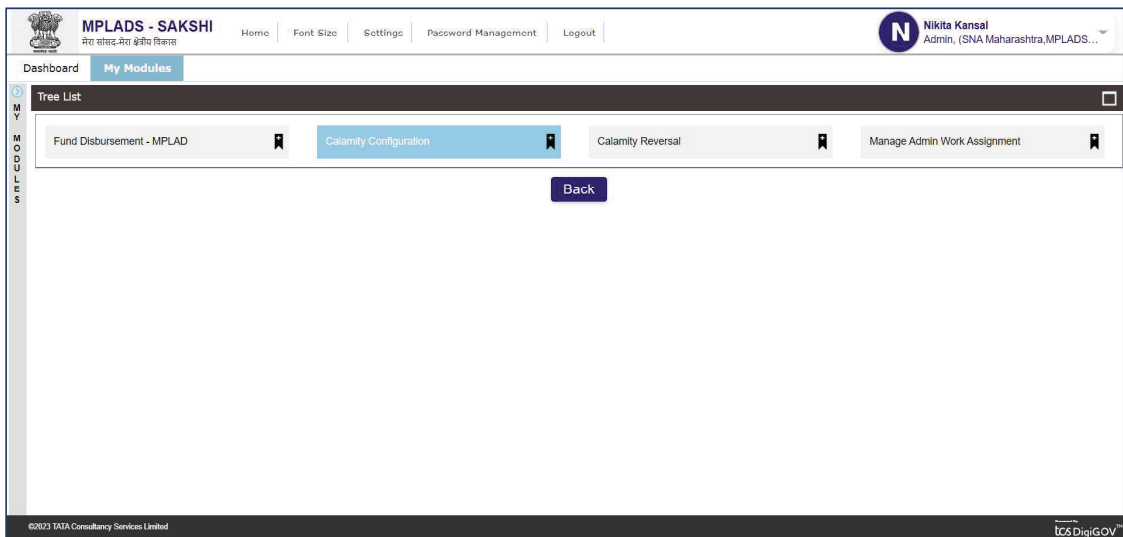 MPLADS - SAKSHI
मेरा सांसद-मेरा क्षेत्रीय विकास
Home Font Size Settings Password Management Logout
N
Nikita Kansal
Admin, (SNA Maharashtra,MPLADS...
Dashboard My Modules
MY MODULES
Tree List
Fund Disbursement - MPLAD Calamity Configuration Calamity Reversal Manage Admin Work Assignment
Back
©2023 TATA Consultancy Services Limited
tcs DigiGOV™